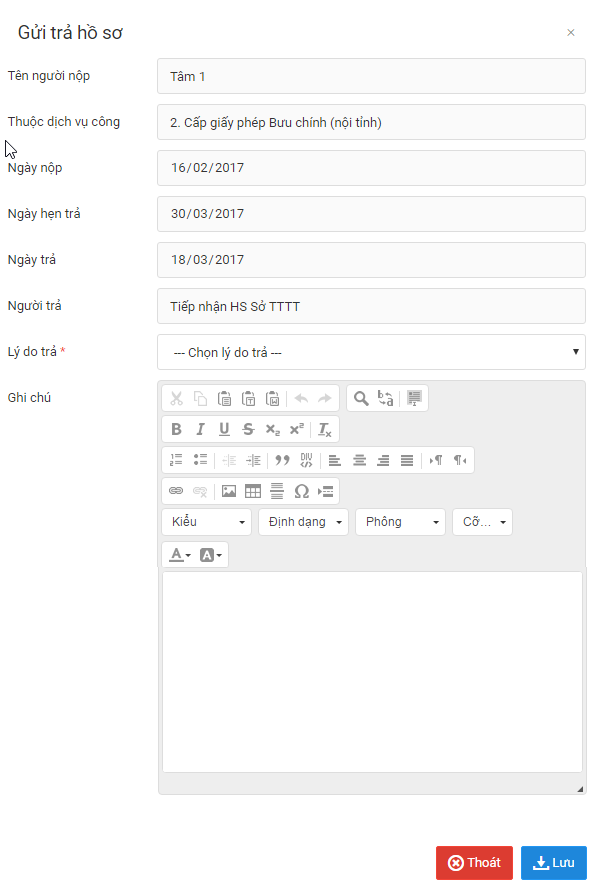 Gửi trả hồ sơ
Tên người nộp Tâm 1
Thuộc dịch vụ công 2. Cấp giấy phép Bưu chính (nội tỉnh)
Ngày nộp 16/02/2017
Ngày hẹn trả 30/03/2017
Ngày trả 18/03/2017
Người trả Tiếp nhận HS Sở TTTT
Lý do trả * --- Chọn lý do trả ---
Ghi chú
Kiểu Định dạng Phông Cỡ...
Thoát Lưu